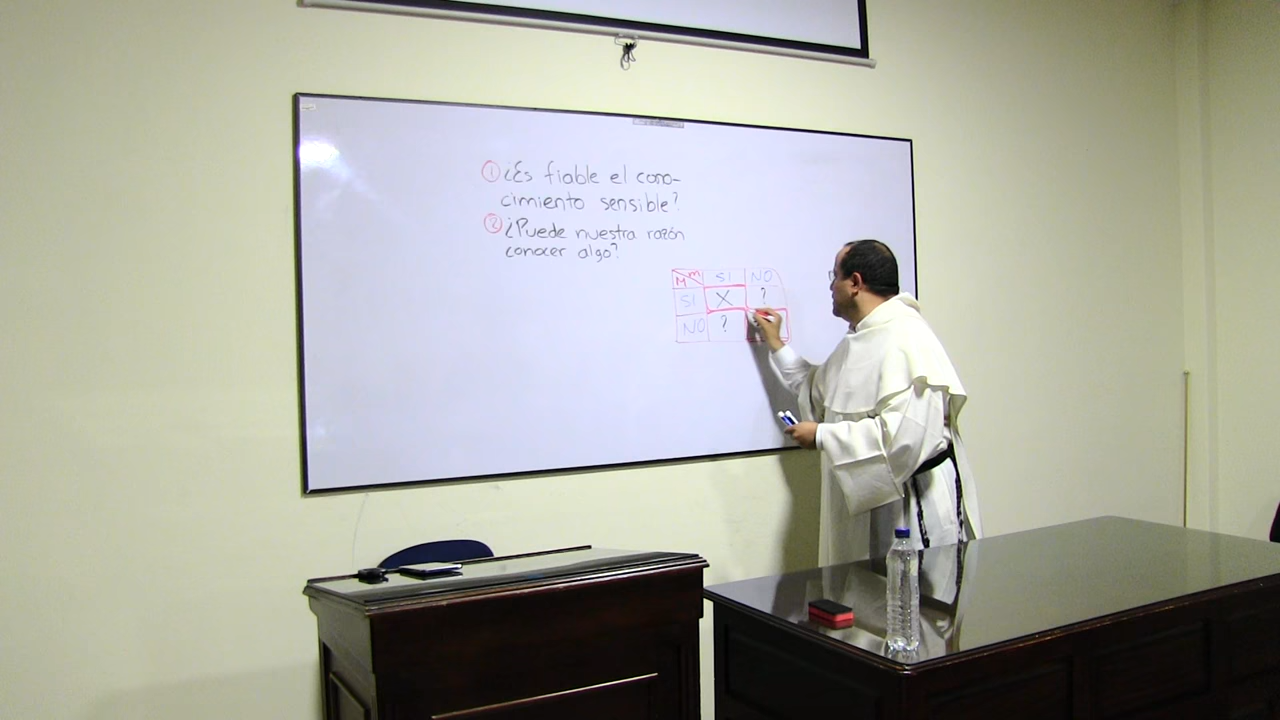 ① ¿Es fiable el cono-
cimiento sensible?
② ¿Puede nuestra razón
conocer algo?
M m SI NO
SI X ?
NO ?